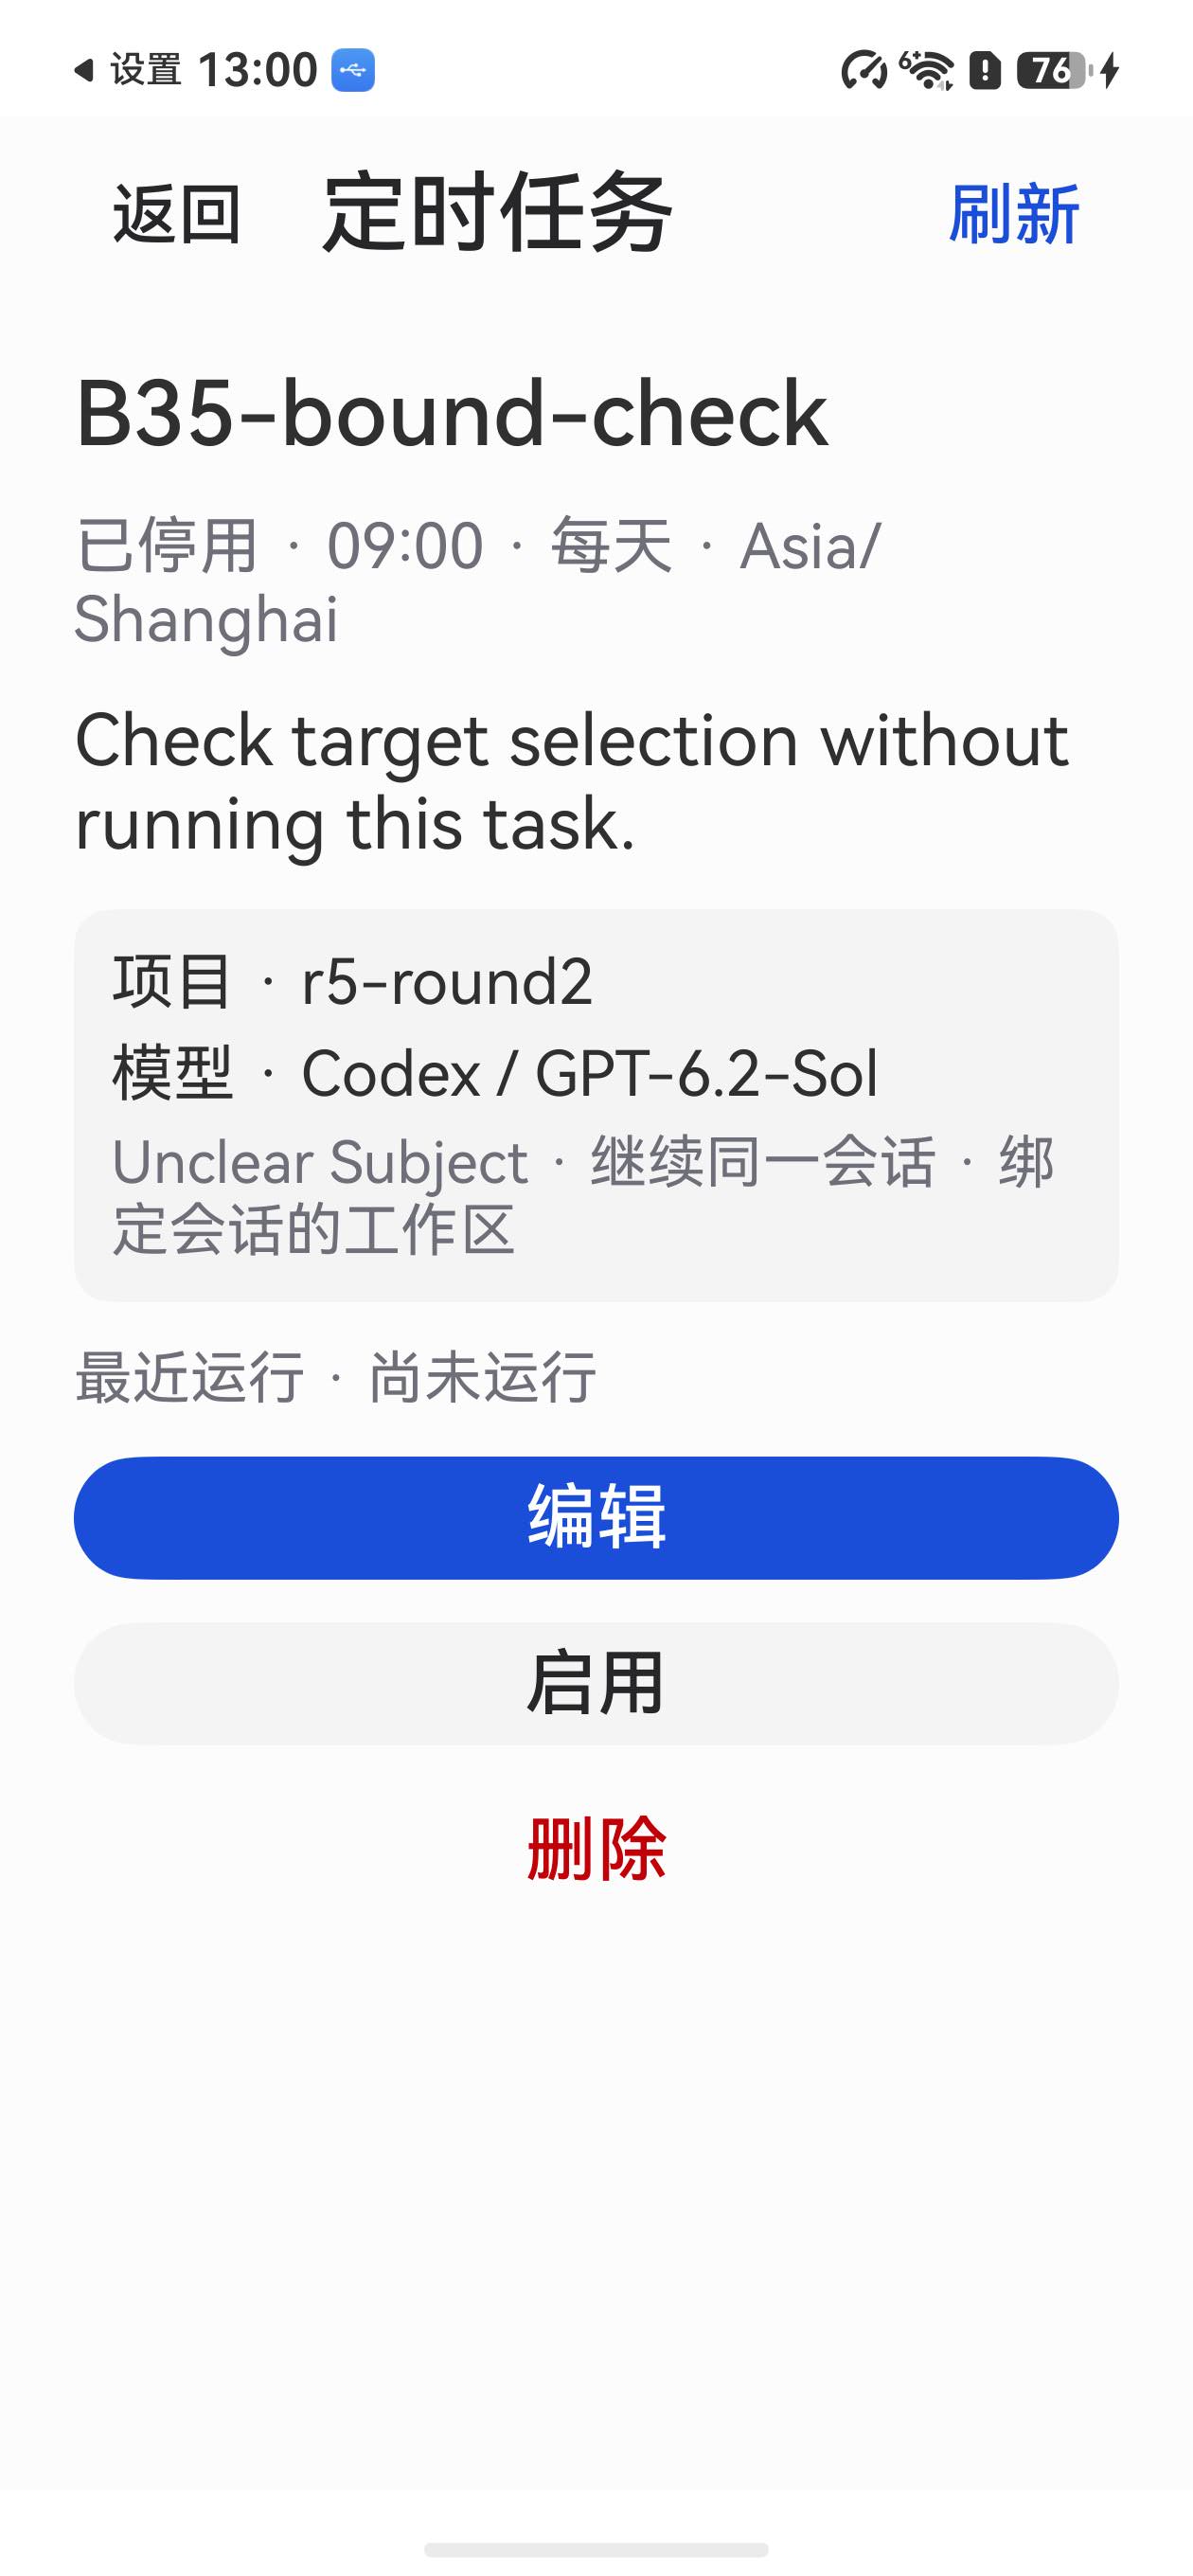 设置 13:00
76
返回 定时任务 刷新
B35-bound-check
已停用 · 09:00 · 每天 · Asia/
Shanghai
Check target selection without
running this task.
项目 · r5-round2
模型 · Codex / GPT-6.2-Sol
Unclear Subject · 继续同一会话 · 绑
定会话的工作区
最近运行 · 尚未运行
编辑
启用
删除